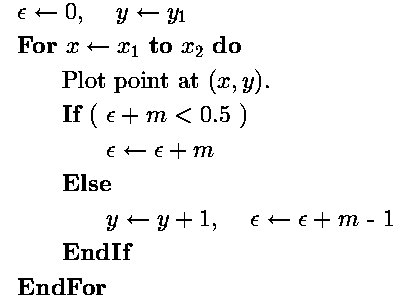 ϵ ← 0, y ← y₁
For x ← x₁ to x₂ do
Plot point at (x, y).
If ( ϵ + m < 0.5 )
ϵ ← ϵ + m
Else
y ← y + 1, ϵ ← ϵ + m - 1
EndIf
EndFor